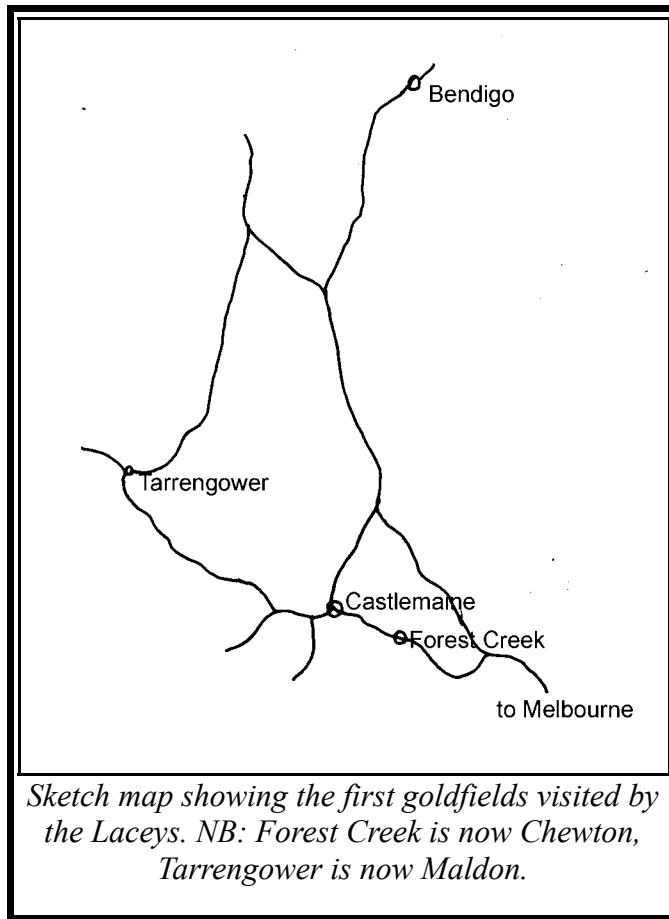 Bendigo
Tarrengower
Castlemaine
Forest Creek
to Melbourne
Sketch map showing the first goldfields visited by
the Laceys. NB: Forest Creek is now Chewton,
Tarrengower is now Maldon.